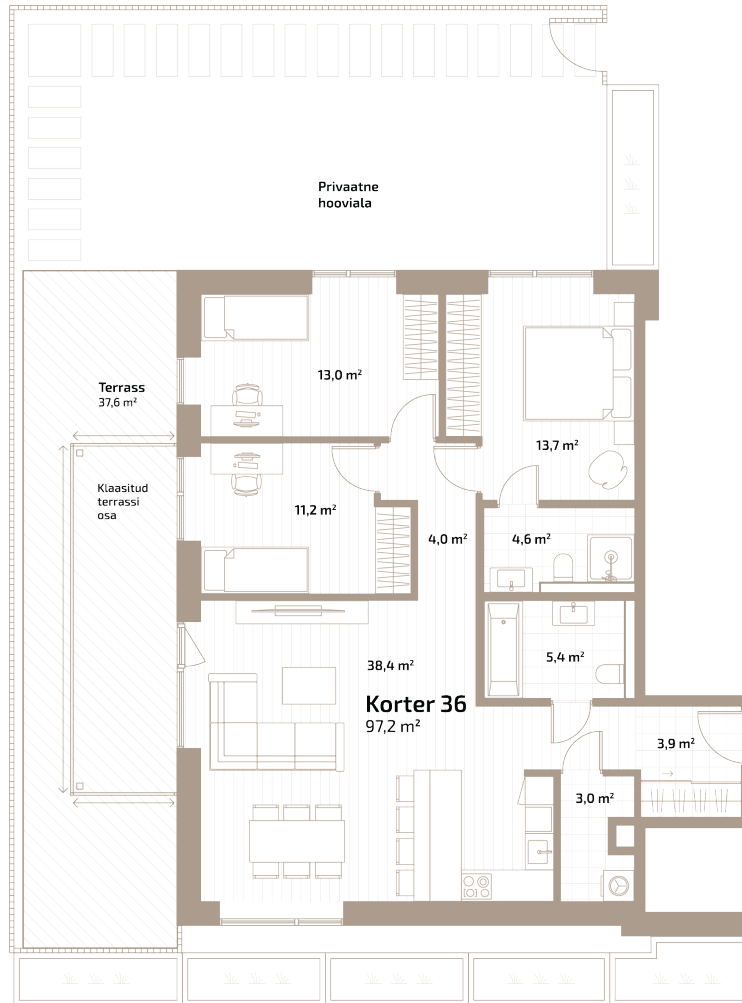 Privaatne
hooviala
13,0 m²
Terrass
37,6 m²
13,7 m²
Klaasitud
terrassi
osa
11,2 m²
4,0 m²
4,6 m²
38,4 m²
5,4 m²
Korter 36
97,2 m²
3,9 m²
3,0 m²